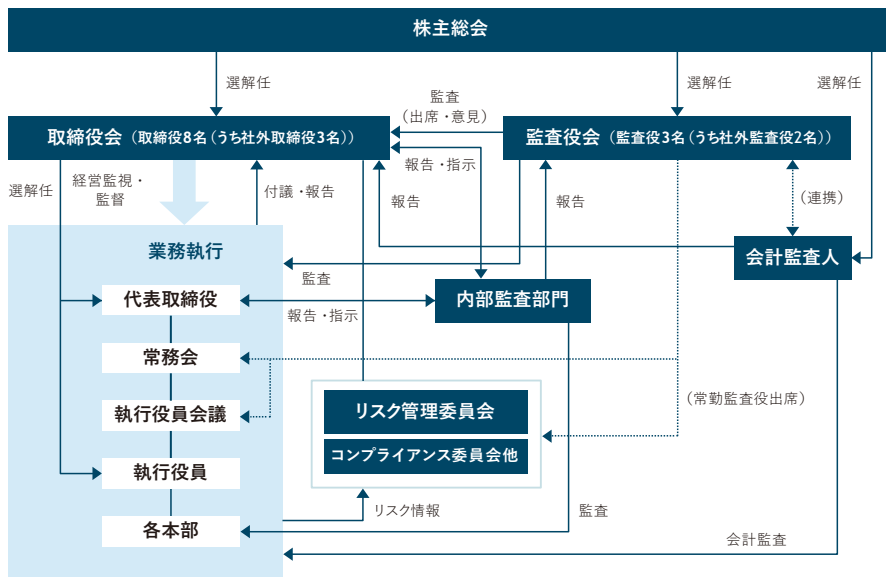 株主総会
選解任
選解任
選解任
監査
（出席・意見）
取締役会（取締役8名（うち社外取締役3名））
監査役会（監査役3名（うち社外監査役2名））
選解任
経営監視・
監督
付議・報告
報告・指示
報告
報告
（連携）
業務執行
会計監査人
監査
代表取締役
報告・指示
内部監査部門
常務会
執行役員会議
リスク管理委員会
（常勤監査役出席）
コンプライアンス委員会他
執行役員
リスク情報
監査
各本部
会計監査